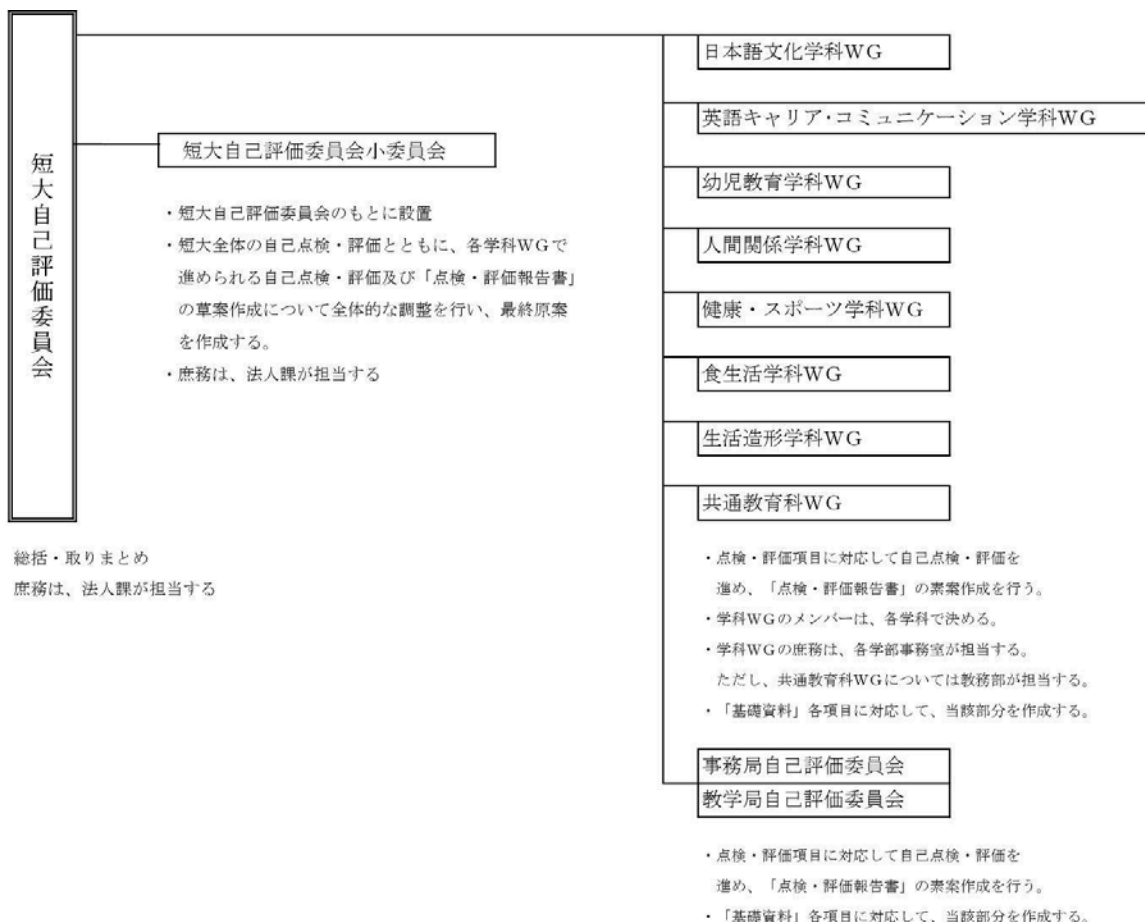 短大自己評価委員会
総括・取りまとめ
庶務は、法人課が担当する
短大自己評価委員会小委員会
・短大自己評価委員会のもとに設置
・短大全体の自己点検・評価とともに、各学科WGで
進められる自己点検・評価及び「点検・評価報告書」
の草案作成について全体的な調整を行い、最終原案
を作成する。
・庶務は、法人課が担当する
日本語文化学科WG
英語キャリア・コミュニケーション学科WG
幼児教育学科WG
人間関係学科WG
健康・スポーツ学科WG
食生活学科WG
生活造形学科WG
共通教育科WG
・点検・評価項目に対応して自己点検・評価を
進め、「点検・評価報告書」の素案作成を行う。
・学科WGのメンバーは、各学科で決める。
・学科WGの庶務は、各学部事務室が担当する。
ただし、共通教育科WGについては教務部が担当する。
・「基礎資料」各項目に対応して、当該部分を作成する。
事務局自己評価委員会
教学局自己評価委員会
・点検・評価項目に対応して自己点検・評価を
進め、「点検・評価報告書」の素案作成を行う。
・「基礎資料」各項目に対応して、当該部分を作成する。